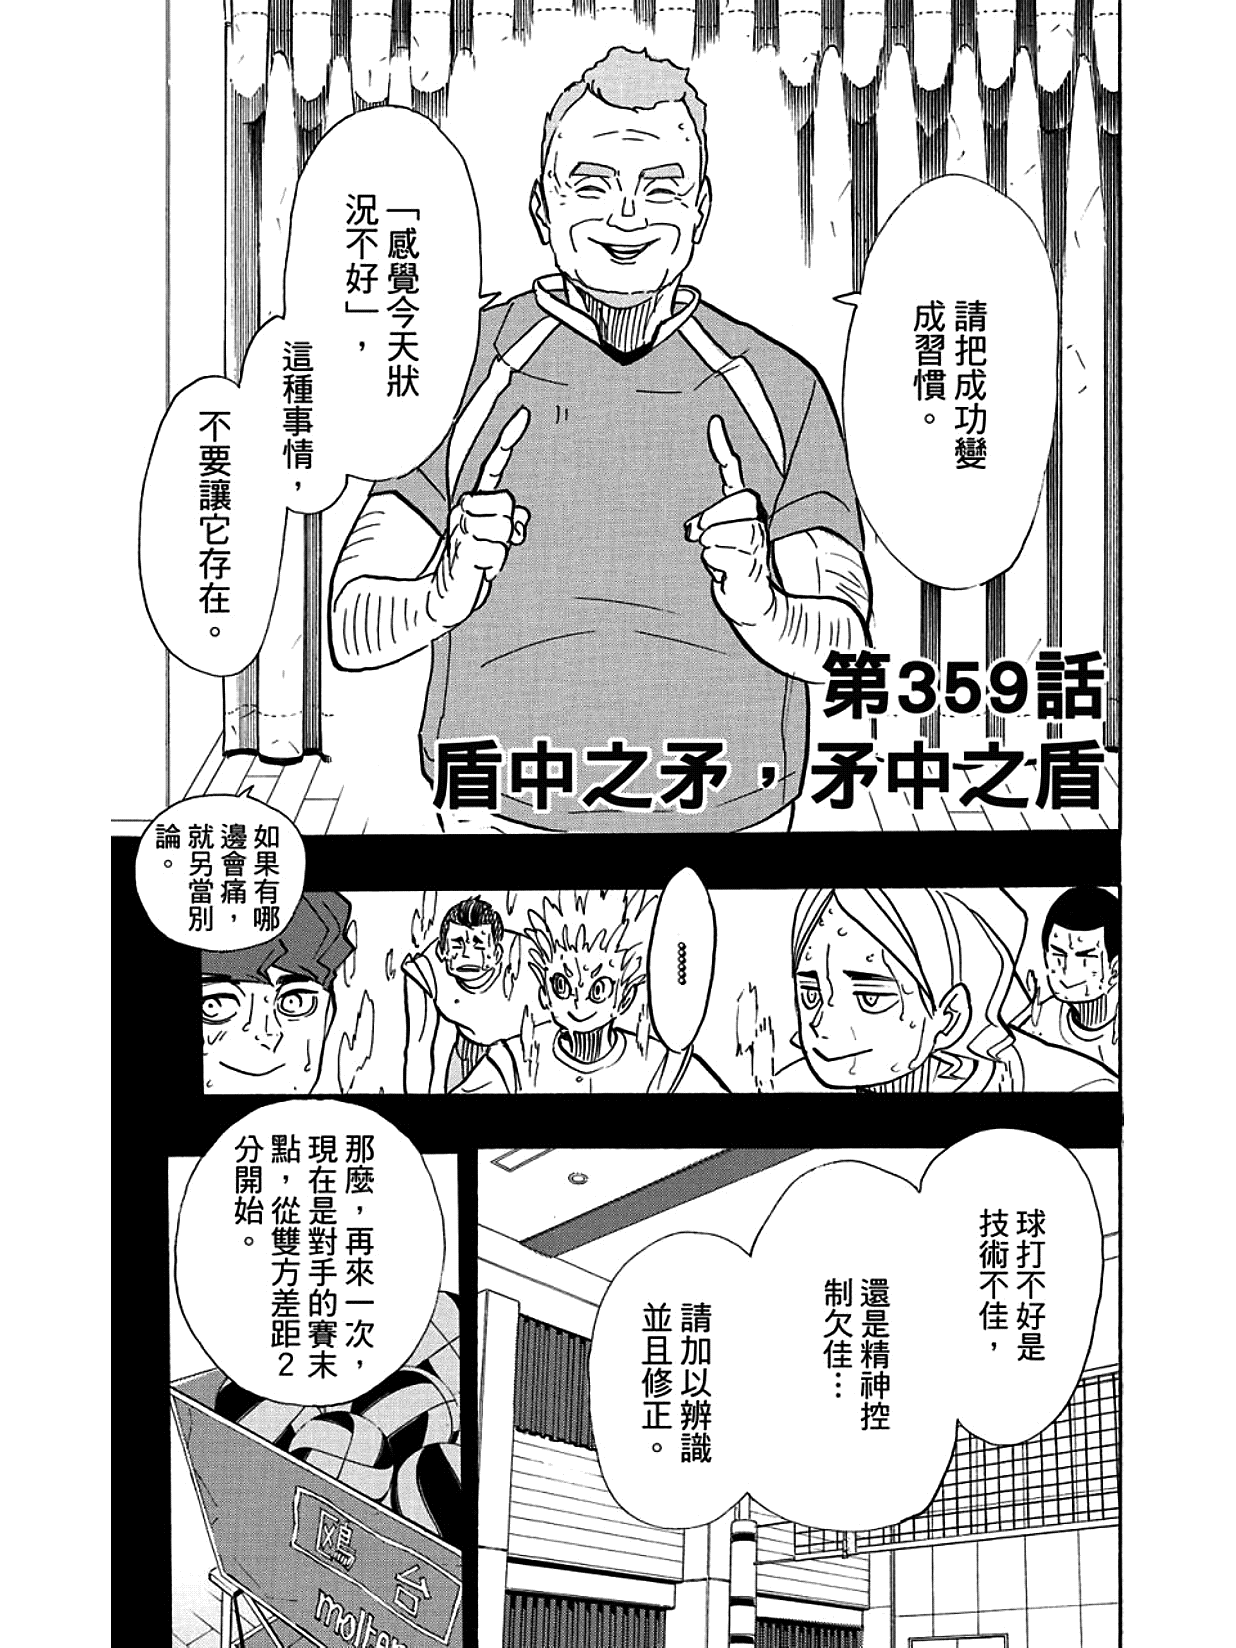 請把成功變
成習慣。
「感覺今天狀
況不好」，
這種事情，
不要讓它存在。
第359話
盾中之矛，矛中之盾
………
如果有哪
邊會痛，
就另當別
論。
球打不好是
技術不佳，
還是精神控
制欠佳…
請加以辨識
並且修正。
那麼，再來一次，
現在是對手的賽末
點，從雙方差距2
分開始。
鷗台
molten